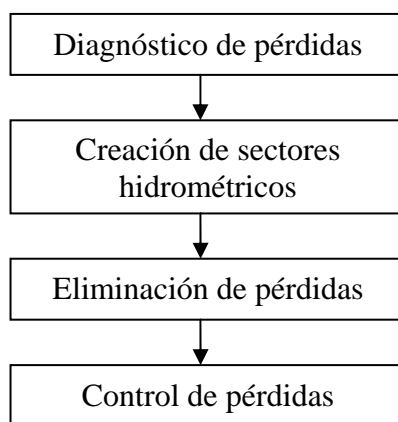 Diagnóstico de pérdidas
Creación de sectores
hidrométricos
Eliminación de pérdidas
Control de pérdidas